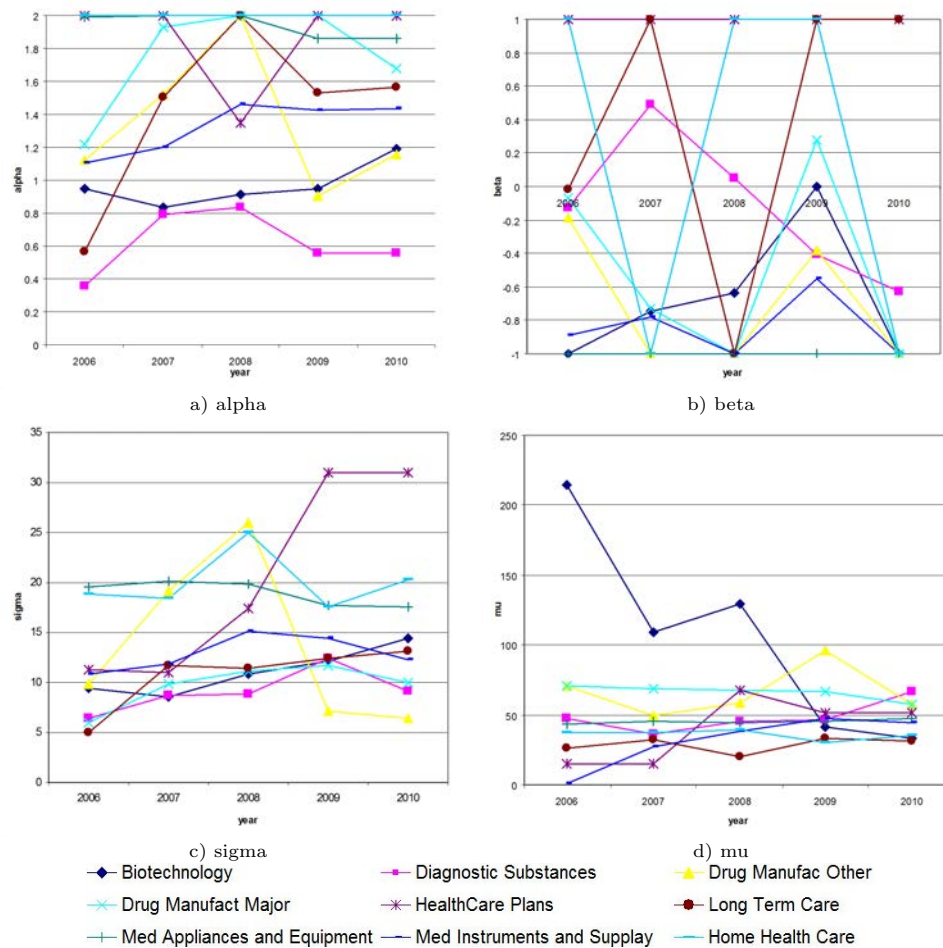 2
1.8
1.6
1.4
1.2
1
0.8
0.6
0.4
0.2
0
alpha
2006 2007 2008 2009 2010
year
a) alpha
1
0.8
0.6
0.4
0.2
0
-0.2
-0.4
-0.6
-0.8
-1
beta
2006 2007 2008 2009 2010
year
b) beta
35
30
25
20
15
10
5
0
sigma
2006 2007 2008 2009 2010
year
c) sigma
250
200
150
100
50
0
mu
2006 2007 2008 2009 2010
year
d) mu
Biotechnology Diagnostic Substances Drug Manufac Other
Drug Manufact Major HealthCare Plans Long Term Care
Med Appliances and Equipment Med Instruments and Supplay Home Health Care